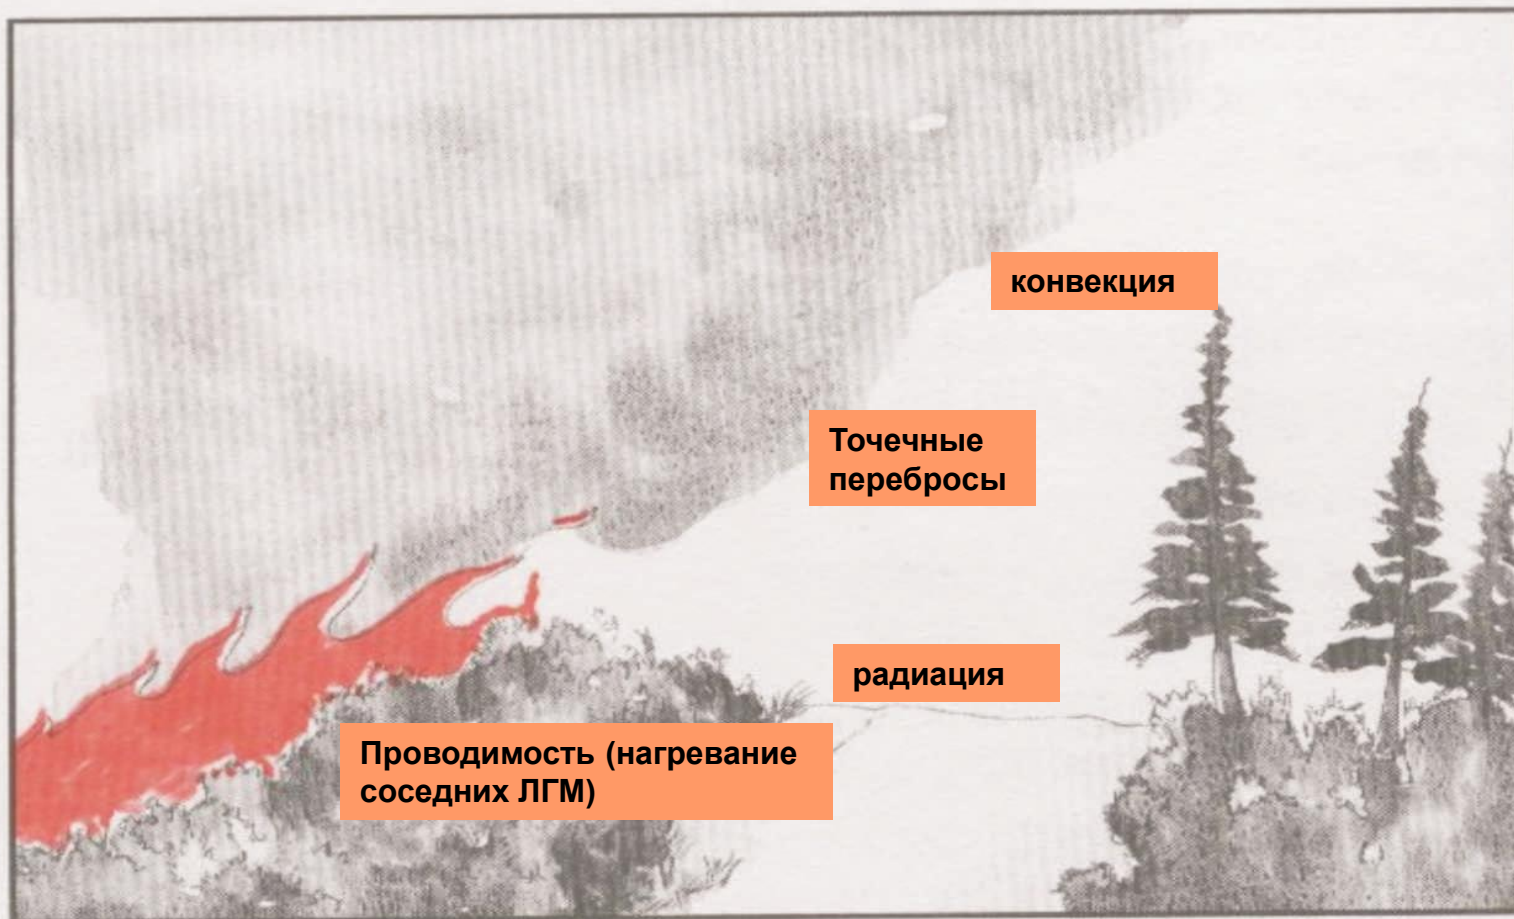 конвекция
Точечные
перебросы
радиация
Проводимость (нагревание
соседних ЛГМ)